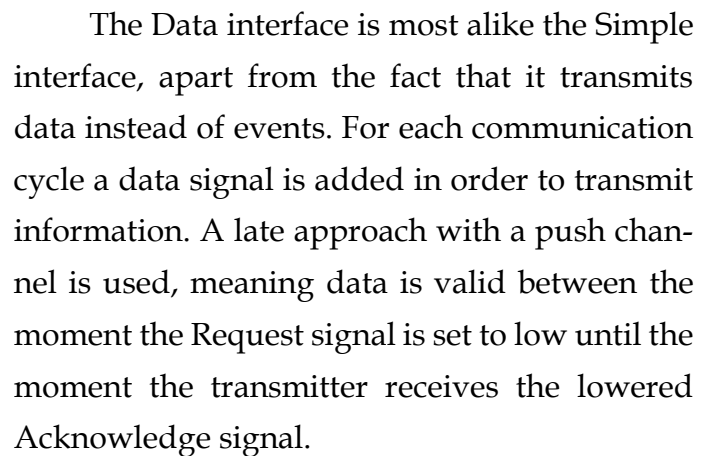 The Data interface is most alike the Simple
interface, apart from the fact that it transmits
data instead of events. For each communication
cycle a data signal is added in order to transmit
information. A late approach with a push chan-
nel is used, meaning data is valid between the
moment the Request signal is set to low until the
moment the transmitter receives the lowered
Acknowledge signal.